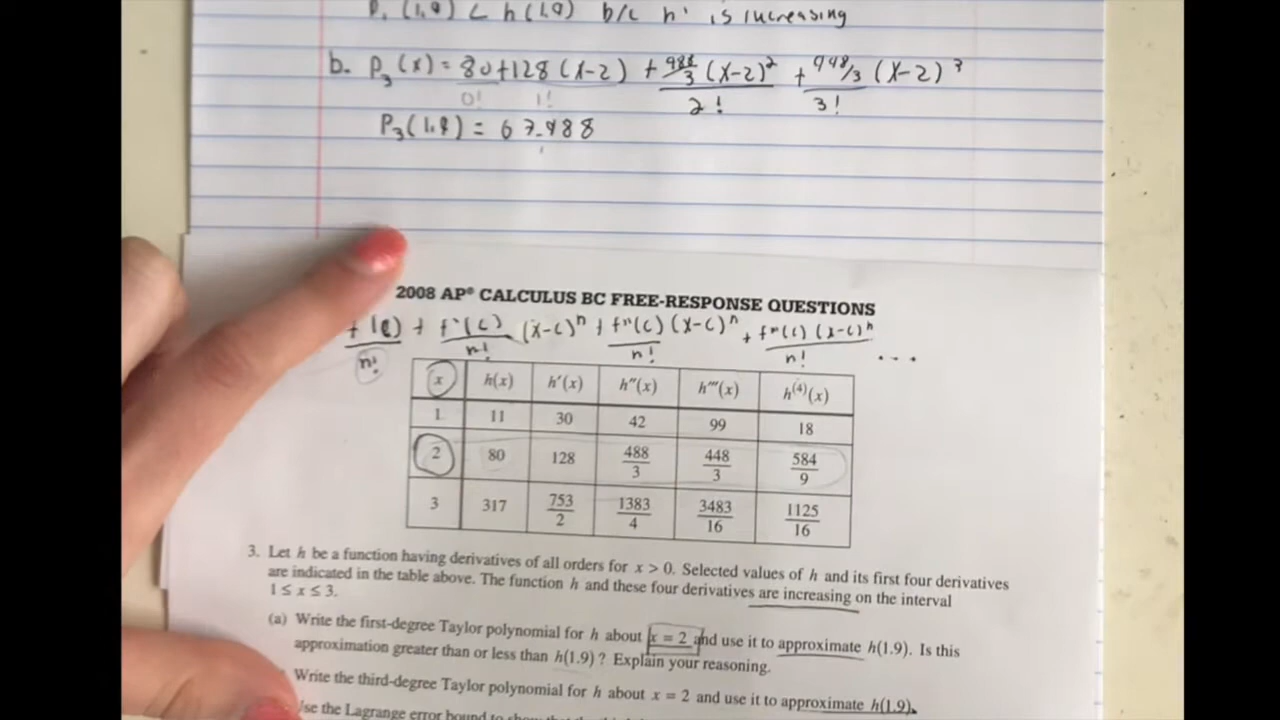 P₁ (1.9) < h (1.9) b/c h' is increasing
b. P₃ (x) = 80 + 128 (x-2) + 488/3 (x-2)² + 448/3 (x-2)³
0! 1! 2! 3!
P₃ (1.9) = 67.988
2008 AP® CALCULUS BC FREE-RESPONSE QUESTIONS
f(c) + f'(c) (x-c)ⁿ + f''(c) (x-c)ⁿ + f'''(c) (x-c)ⁿ ...
n! n! n! n!
x h(x) h′(x) h″(x) h‴(x) h⁽⁴⁾(x)
1 11 30 42 99 18
2 80 128 488/3 448/3 584/9
3 317 753/2 1383/4 3483/16 1125/16
3. Let h be a function having derivatives of all orders for x > 0. Selected values of h and its first four derivatives
are indicated in the table above. The function h and these four derivatives are increasing on the interval
1 ≤ x ≤ 3.
(a) Write the first-degree Taylor polynomial for h about x = 2 and use it to approximate h(1.9). Is this
approximation greater than or less than h(1.9)? Explain your reasoning.
Write the third-degree Taylor polynomial for h about x = 2 and use it to approximate h(1.9).
Use the Lagrange error bound to show that the third-